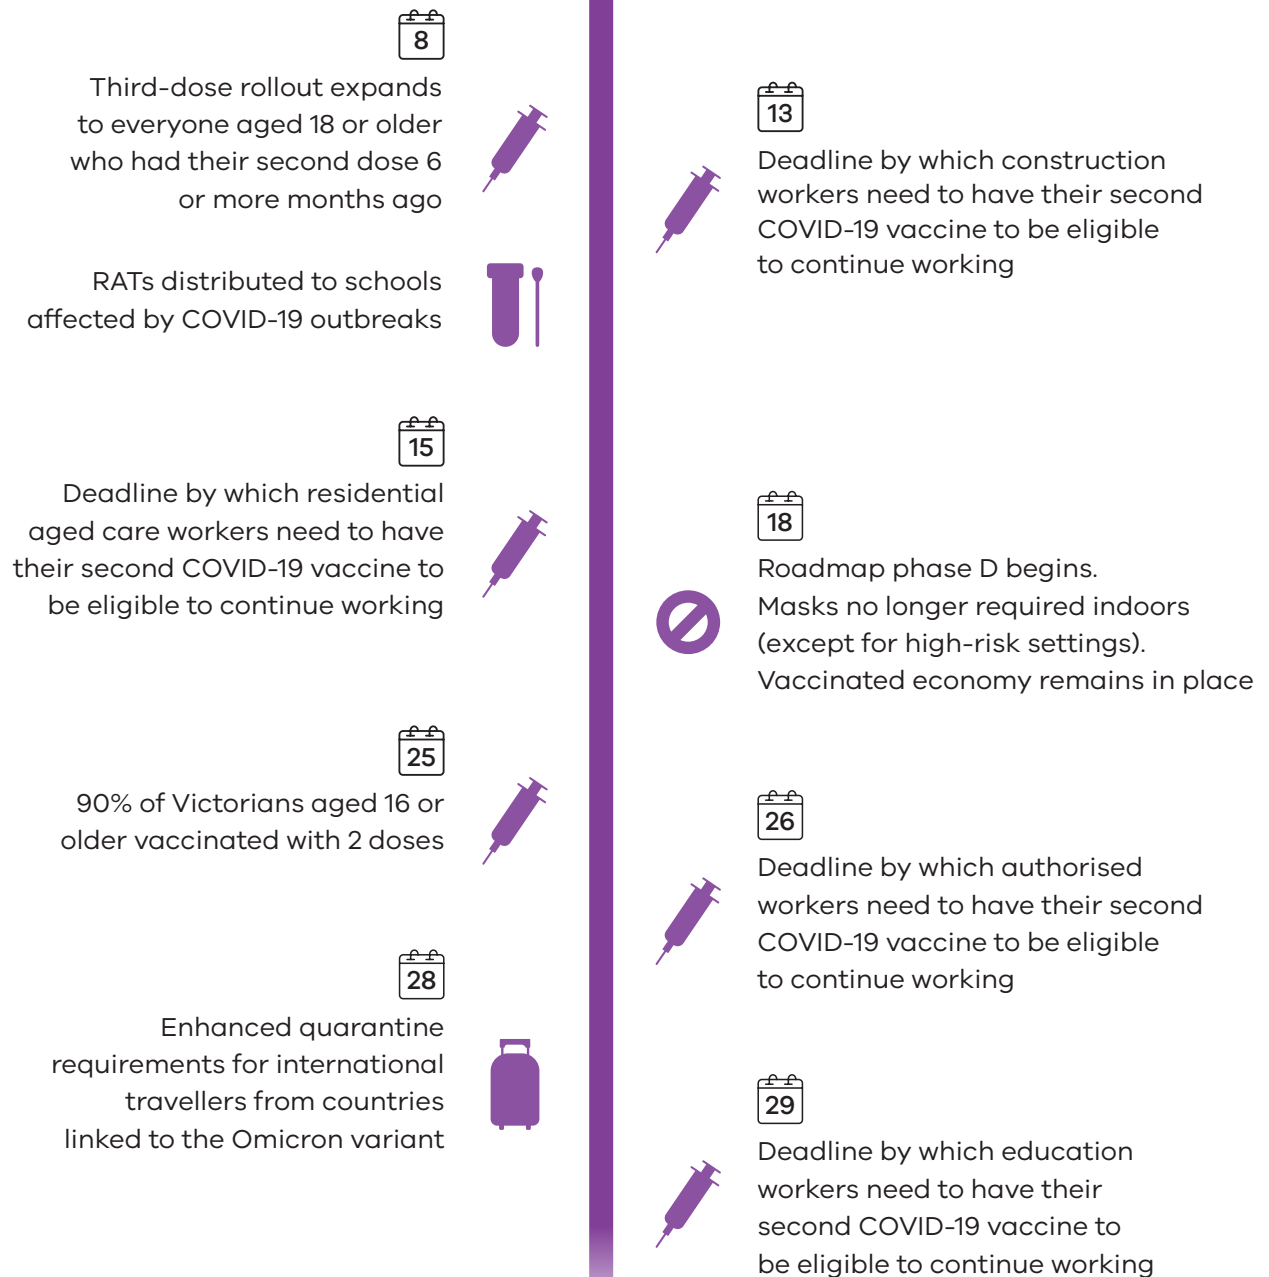 8
Third-dose rollout expands
to everyone aged 18 or older
who had their second dose 6
or more months ago
RATs distributed to schools
affected by COVID-19 outbreaks
13
Deadline by which construction
workers need to have their second
COVID-19 vaccine to be eligible
to continue working
15
Deadline by which residential
aged care workers need to have
their second COVID-19 vaccine to
be eligible to continue working
18
Roadmap phase D begins.
Masks no longer required indoors
(except for high-risk settings).
Vaccinated economy remains in place
25
90% of Victorians aged 16 or
older vaccinated with 2 doses
26
Deadline by which authorised
workers need to have their second
COVID-19 vaccine to be eligible
to continue working
28
Enhanced quarantine
requirements for international
travellers from countries
linked to the Omicron variant
29
Deadline by which education
workers need to have their
second COVID-19 vaccine to
be eligible to continue working